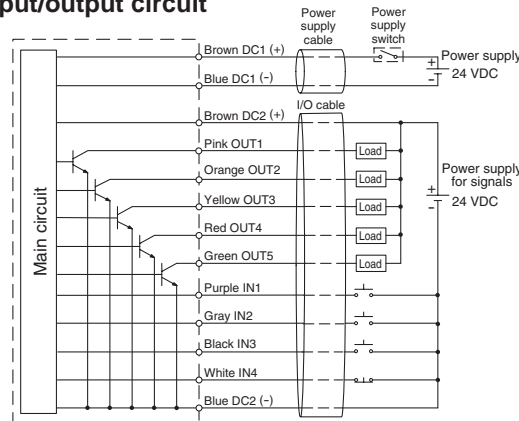 put/output circuit
Power supply cable
Power supply switch
Brown DC1 (+)
Power supply
24 VDC
+
-
Blue DC1 (-)
I/O cable
Brown DC2 (+)
Pink OUT1
Load
Orange OUT2
Load
Power supply for signals
24 VDC
+
-
Yellow OUT3
Load
Red OUT4
Load
Green OUT5
Load
Main circuit
Purple IN1
Gray IN2
Black IN3
White IN4
Blue DC2 (-)